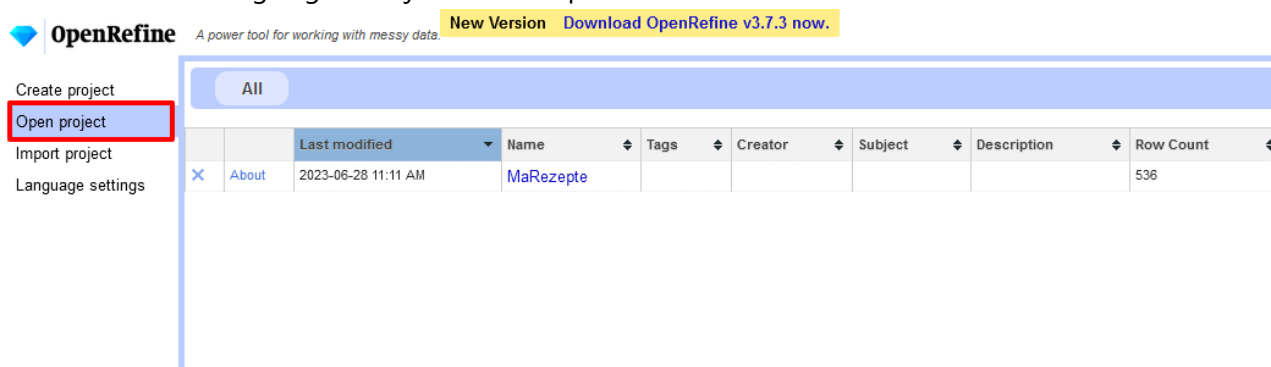 OpenRefine A power tool for working with messy data. New Version Download OpenRefine v3.7.3 now.
Create project
Open project
Import project
Language settings
All
Last modified Name Tags Creator Subject Description Row Count
About 2023-06-28 11:11 AM MaRezepte 536